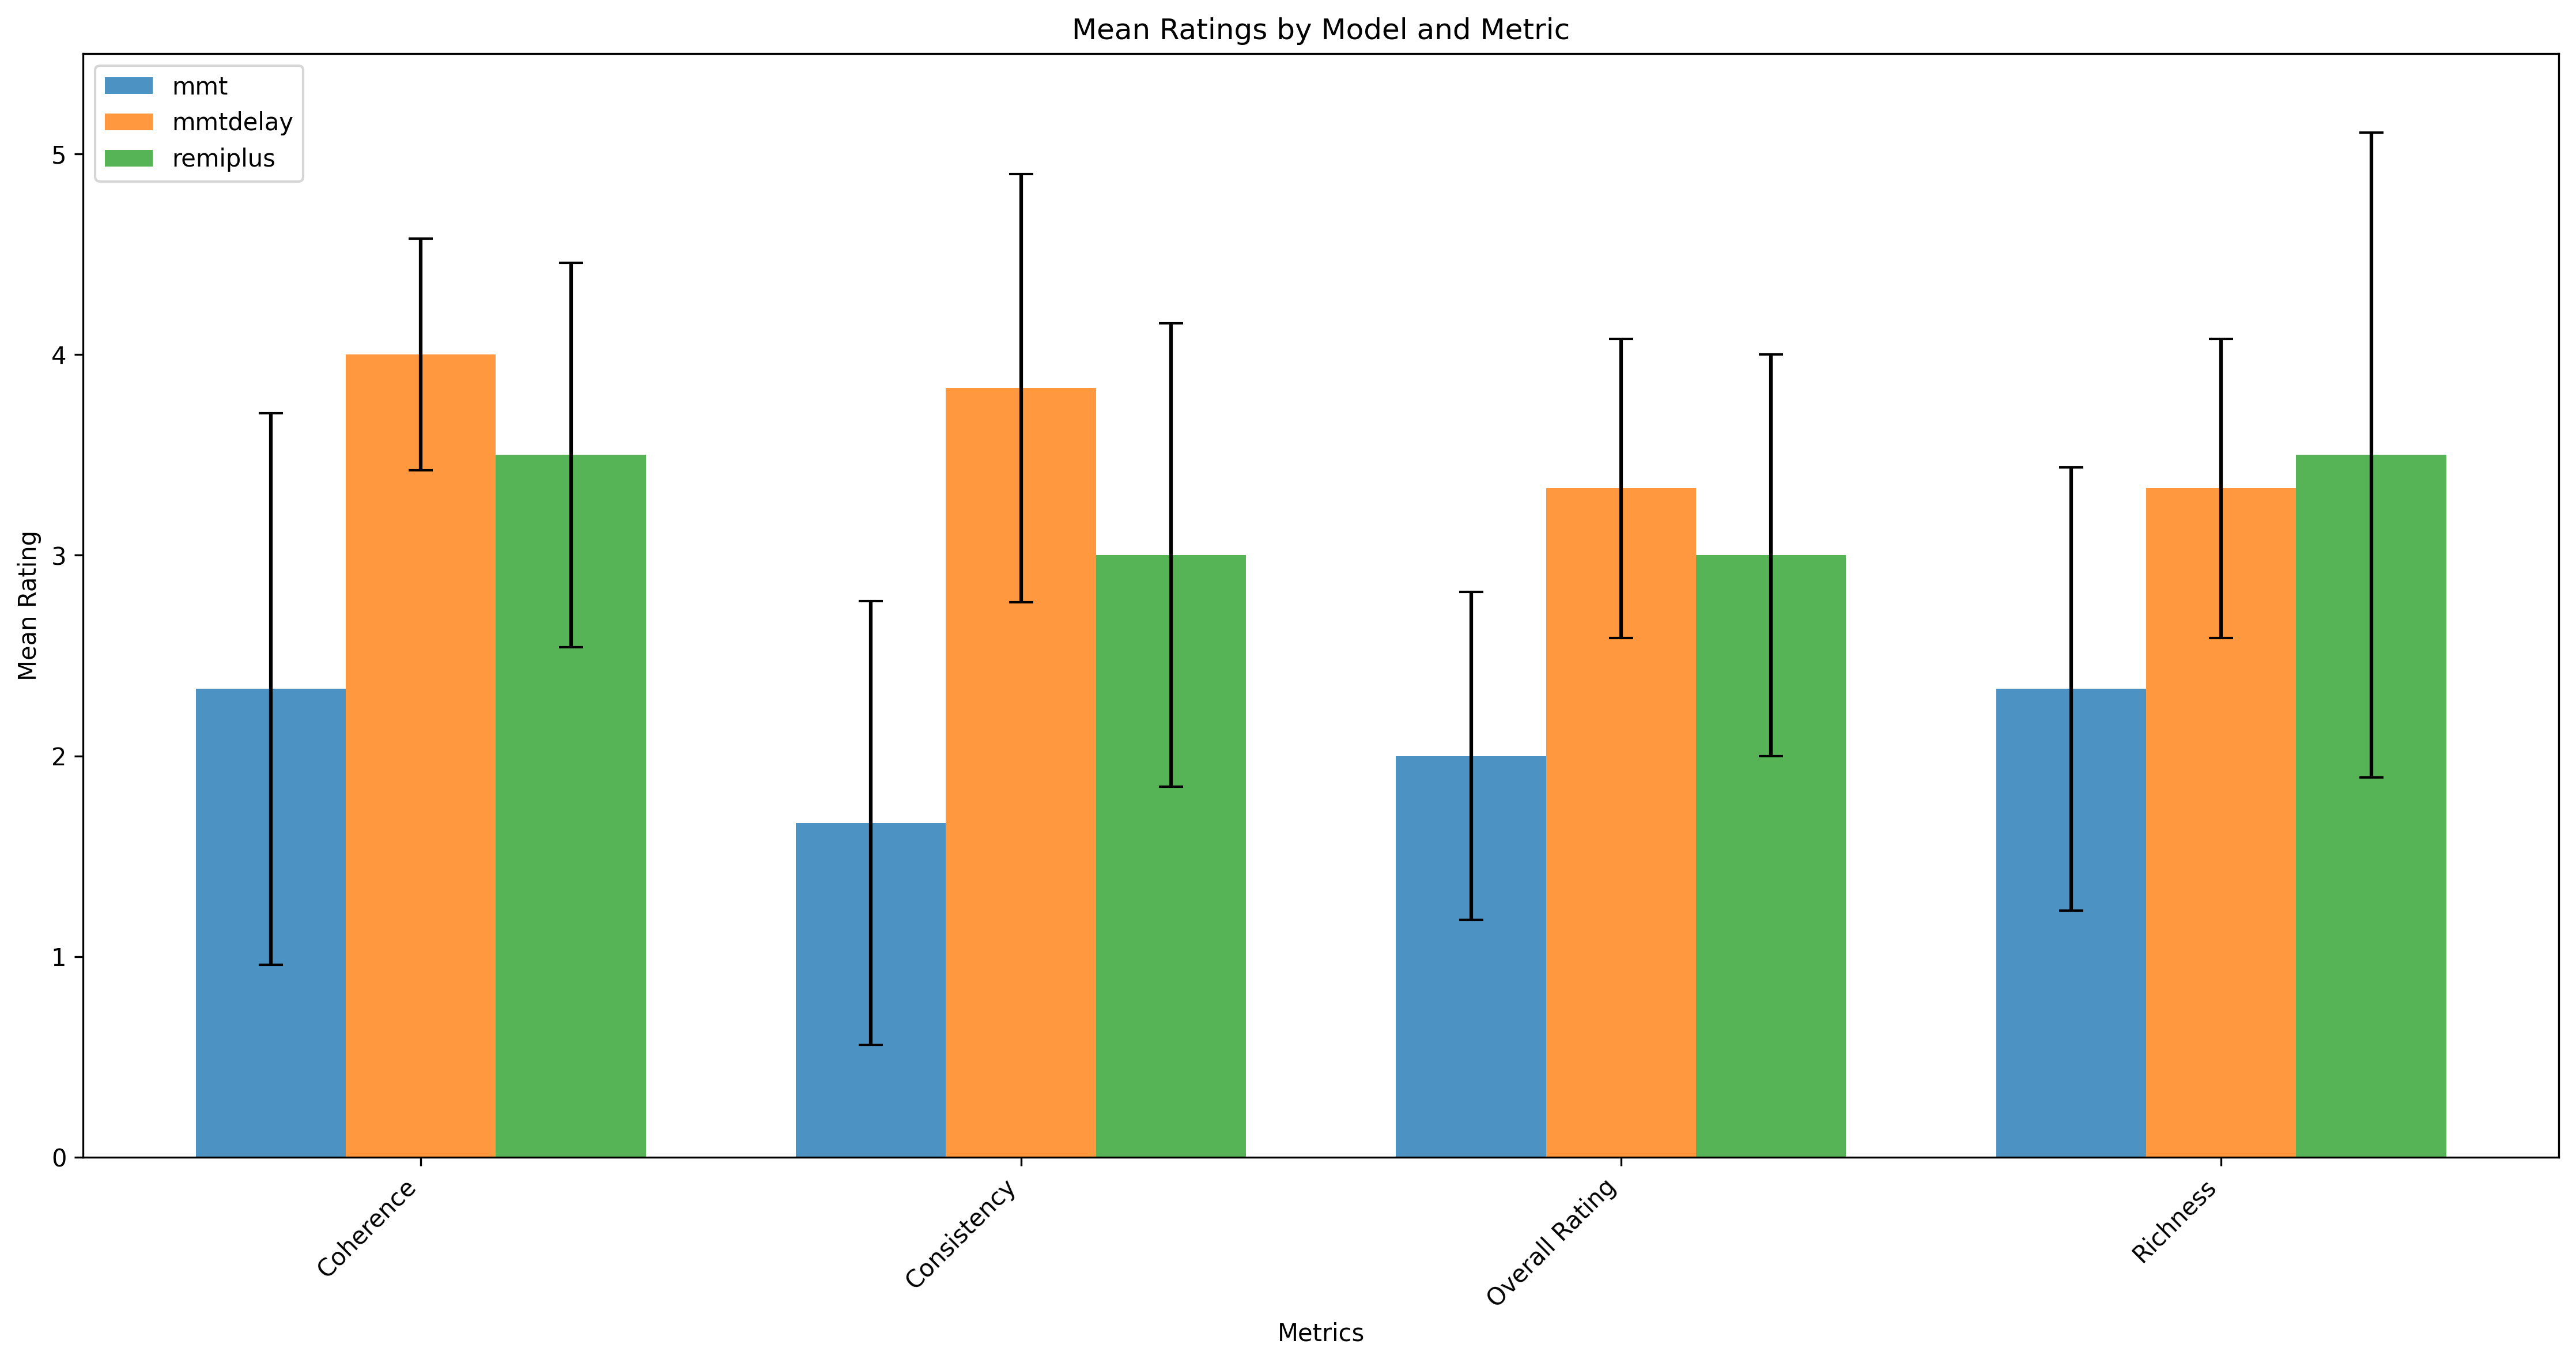 Mean Ratings by Model and Metric
mmt
mmtdelay
remiplus
Mean Rating
5
4
3
2
1
0
Coherence
Consistency
Overall Rating
Richness
Metrics